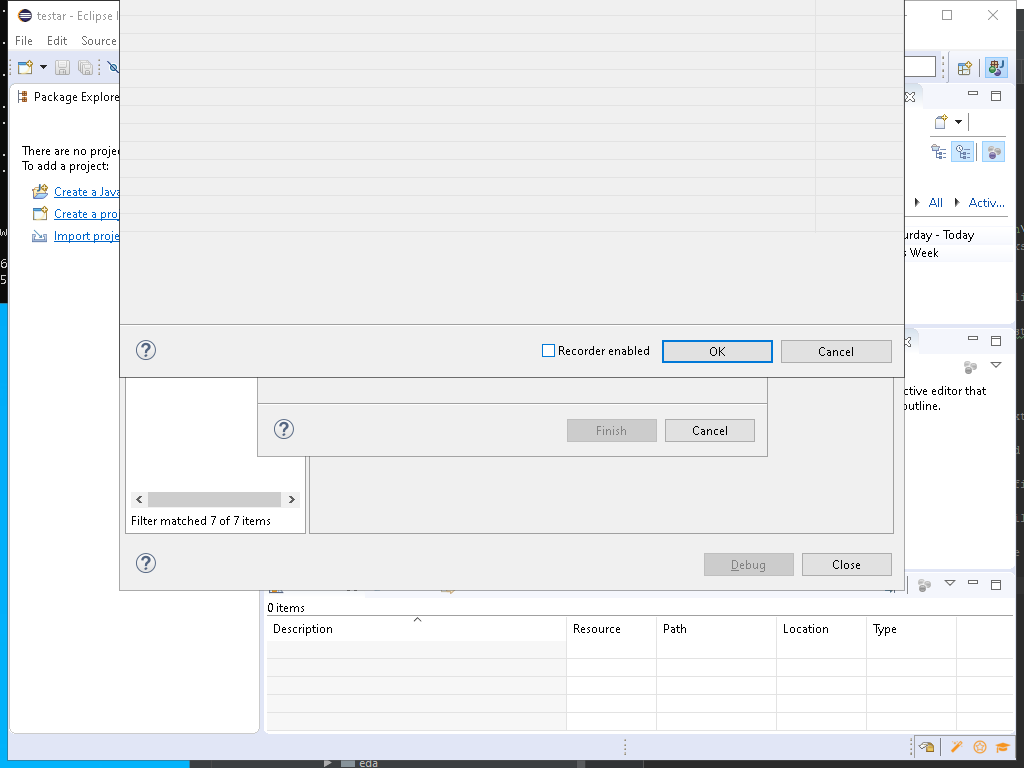 testar - Eclipse I
File Edit Source
Package Explore
There are no projec
To add a project:
Create a Java
Create a proj
Import proje
All Activ...
urday - Today
s Week
Recorder enabled
OK
Cancel
ctive editor that
outline.
Finish
Cancel
Filter matched 7 of 7 items
Debug
Close
0 items
Description Resource Path Location Type
eda